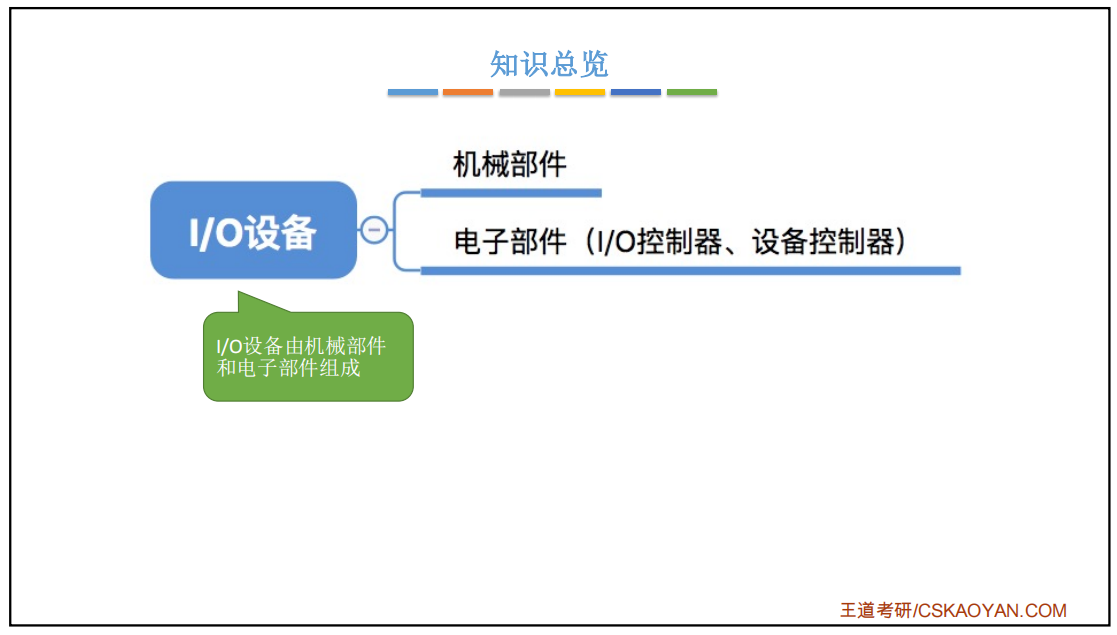 知识总览
机械部件
I/O设备
电子部件（I/O控制器、设备控制器）
I/O设备由机械部件
和电子部件组成
王道考研/CSKAOYAN.COM